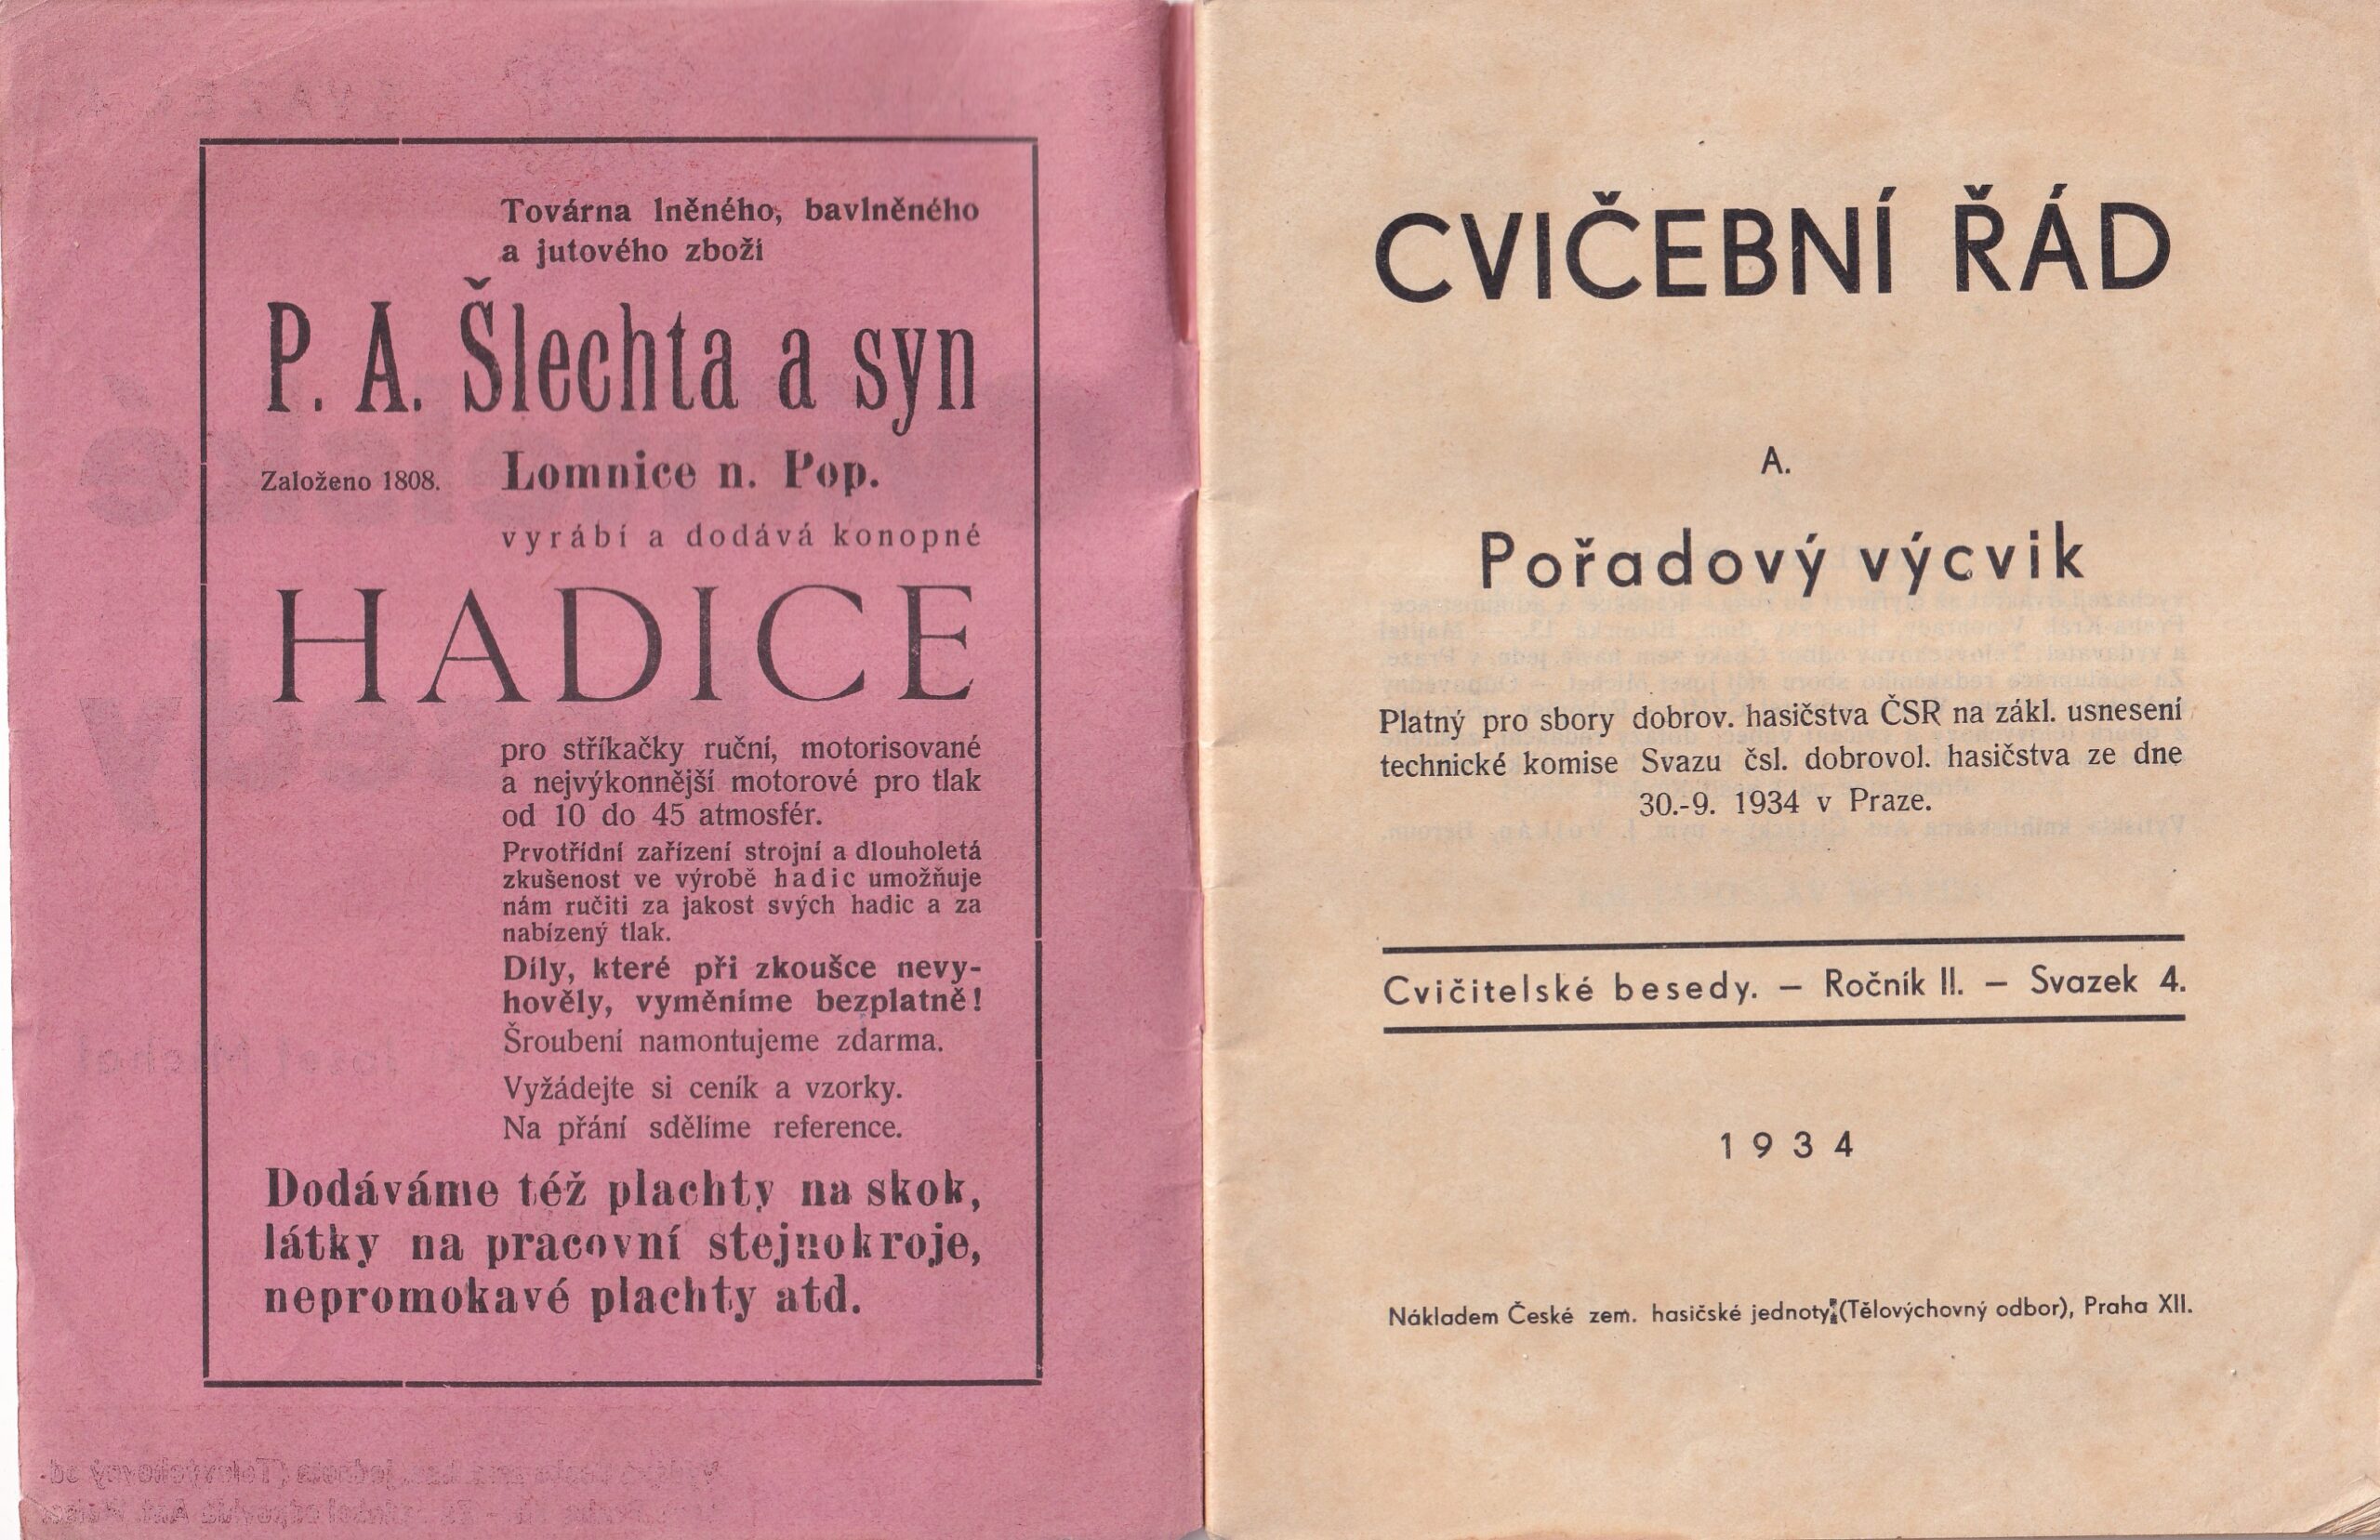 Továrna lněného, bavlněného
a jutového zboží
P. A. Šlechta a syn
Založeno 1808. Lomnice n. Pop.
vyrábí a dodává konopné
HADICE
pro stříkačky ruční, motorisované
a nejvýkonnější motorové pro tlak
od 10 do 45 atmosfér.
Prvotřídní zařízení strojní a dlouholetá
zkušenost ve výrobě hadic umožňuje
nám ručiti za jakost svých hadic a za
nabízený tlak.
Díly, které při zkoušce nevy-
hověly, vyměníme bezplatně!
Šroubení namontujeme zdarma.
Vyžádejte si ceník a vzorky.
Na přání sdělíme reference.
Dodáváme též plachty na skok,
látky na pracovní stejnokroje,
nepromokavé plachty atd.
CVIČEBNÍ ŘÁD
A.
Pořadový výcvik
Platný pro sbory dobrov. hasičstva ČSR na zákl. usnesení
technické komise Svazu čsl. dobrovol. hasičstva ze dne
30.-9. 1934 v Praze.
Cvičitelské besedy. — Ročník II. — Svazek 4.
1934
Nákladem České zem. hasičské jednoty (Tělovýchovný odbor), Praha XII.